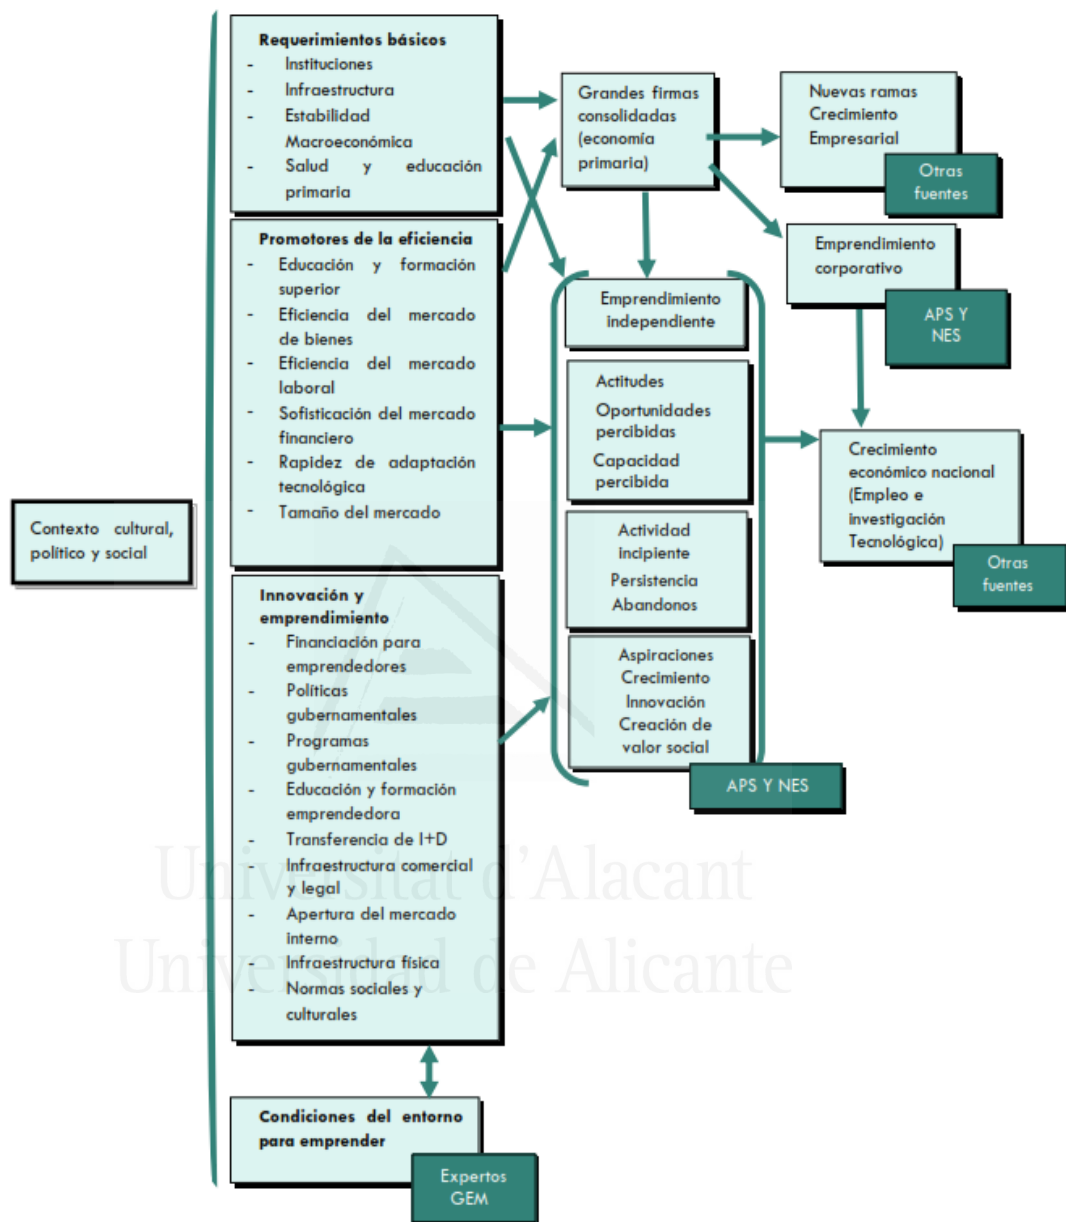 Contexto cultural,
político y social
Requerimientos básicos
- Instituciones
- Infraestructura
- Estabilidad
Macroeconómica
- Salud y educación
primaria
Promotores de la eficiencia
- Educación y formación
superior
- Eficiencia del mercado
de bienes
- Eficiencia del mercado
laboral
- Sofisticación del mercado
financiero
- Rapidez de adaptación
tecnológica
- Tamaño del mercado
Innovación y
emprendimiento
- Financiación para
emprendedores
- Políticas
gubernamentales
- Programas
gubernamentales
- Educación y formación
emprendedora
- Transferencia de I+D
- Infraestructura comercial
y legal
- Apertura del mercado
interno
- Infraestructura física
- Normas sociales y
culturales
Condiciones del entorno
para emprender
Expertos
GEM
Grandes firmas
consolidadas
(economía
primaria)
Emprendimiento
independiente
Actitudes
Oportunidades
percibidas
Capacidad
percibida
Actividad
incipiente
Persistencia
Abandonos
Aspiraciones
Crecimiento
Innovación
Creación de
valor social
APS Y NES
Nuevas ramas
Crecimiento
Empresarial
Otras
fuentes
Emprendimiento
corporativo
APS Y
NES
Crecimiento
económico nacional
(Empleo e
investigación
Tecnológica)
Otras
fuentes
Universitat d'Alacant
Universidad de Alicante